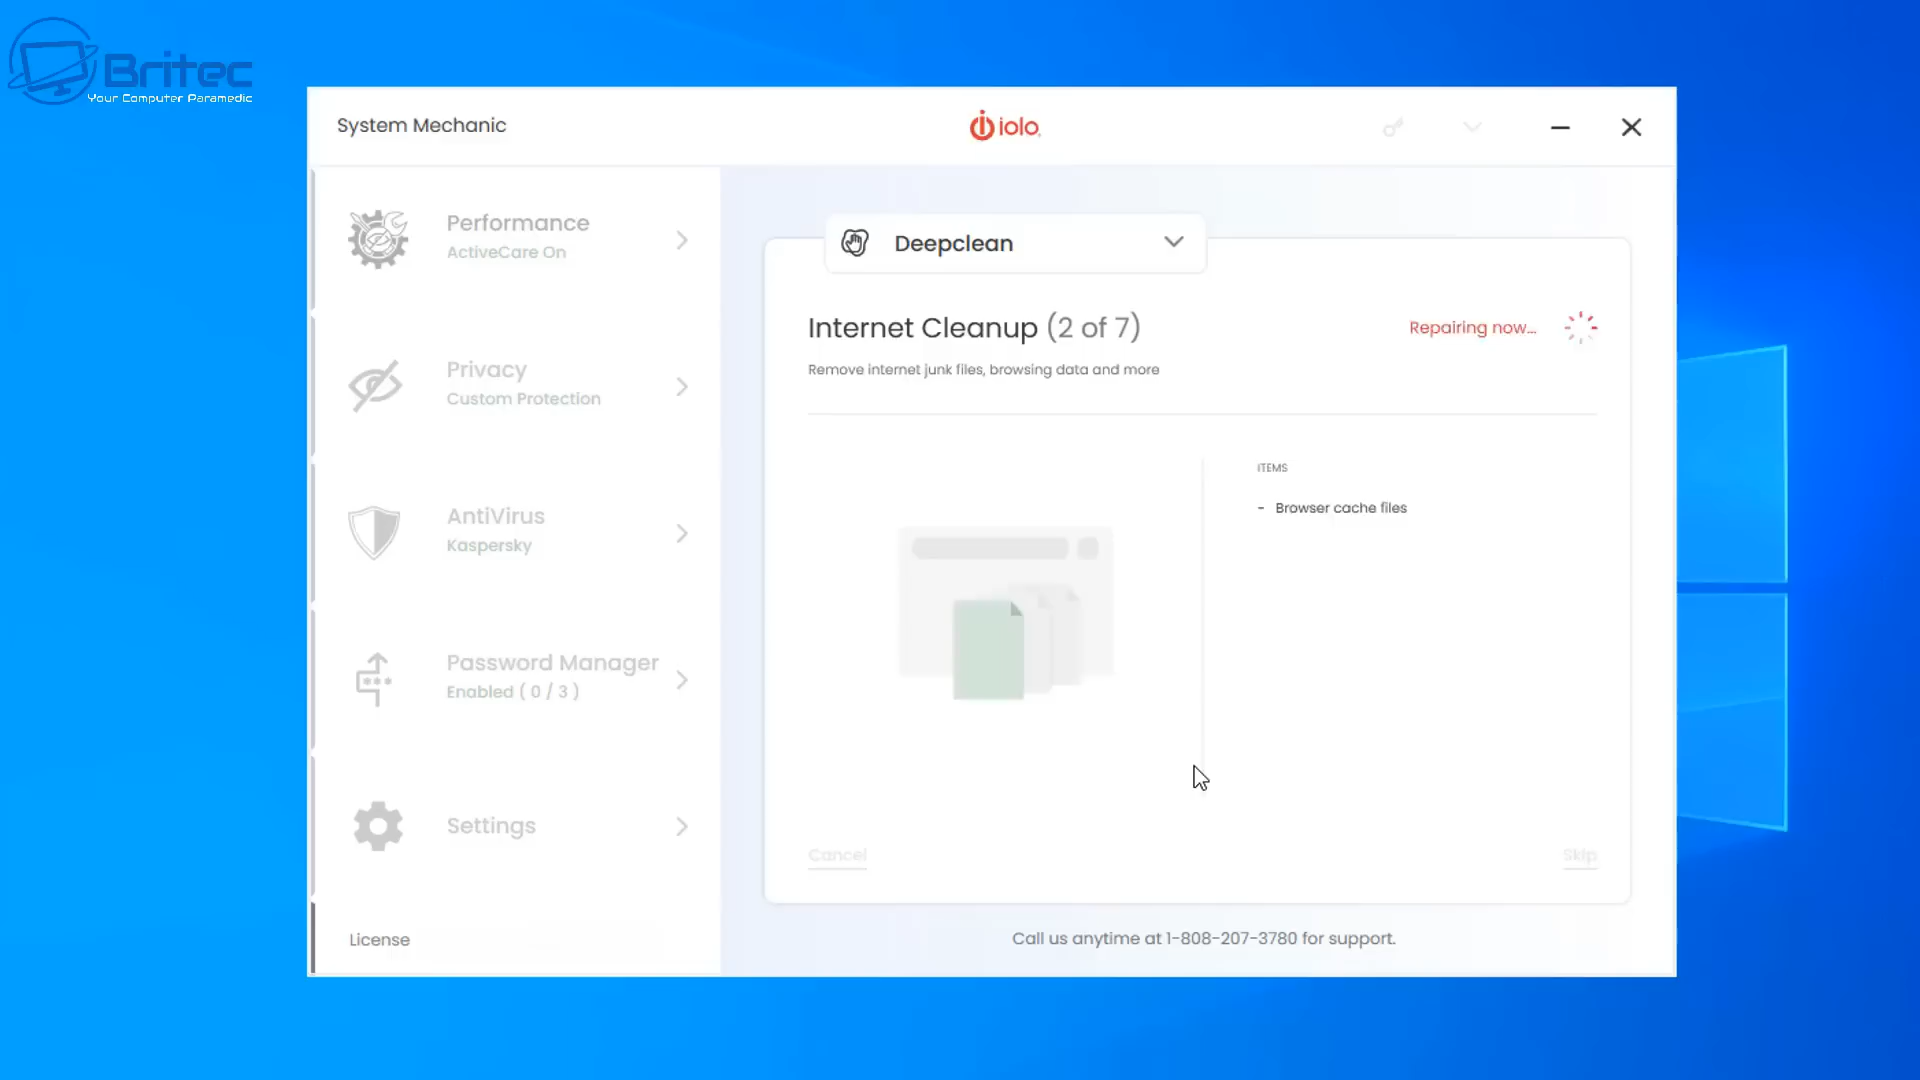 Britec
Your Computer Paramedic
System Mechanic
iolo
Performance
ActiveCare On
Privacy
Custom Protection
AntiVirus
Kaspersky
Password Manager
Enabled ( 0 / 3 )
Settings
License
Deepclean
Internet Cleanup (2 of 7)
Repairing now...
Remove internet junk files, browsing data and more
ITEMS
- Browser cache files
Cancel
Skip
Call us anytime at 1-808-207-3780 for support.